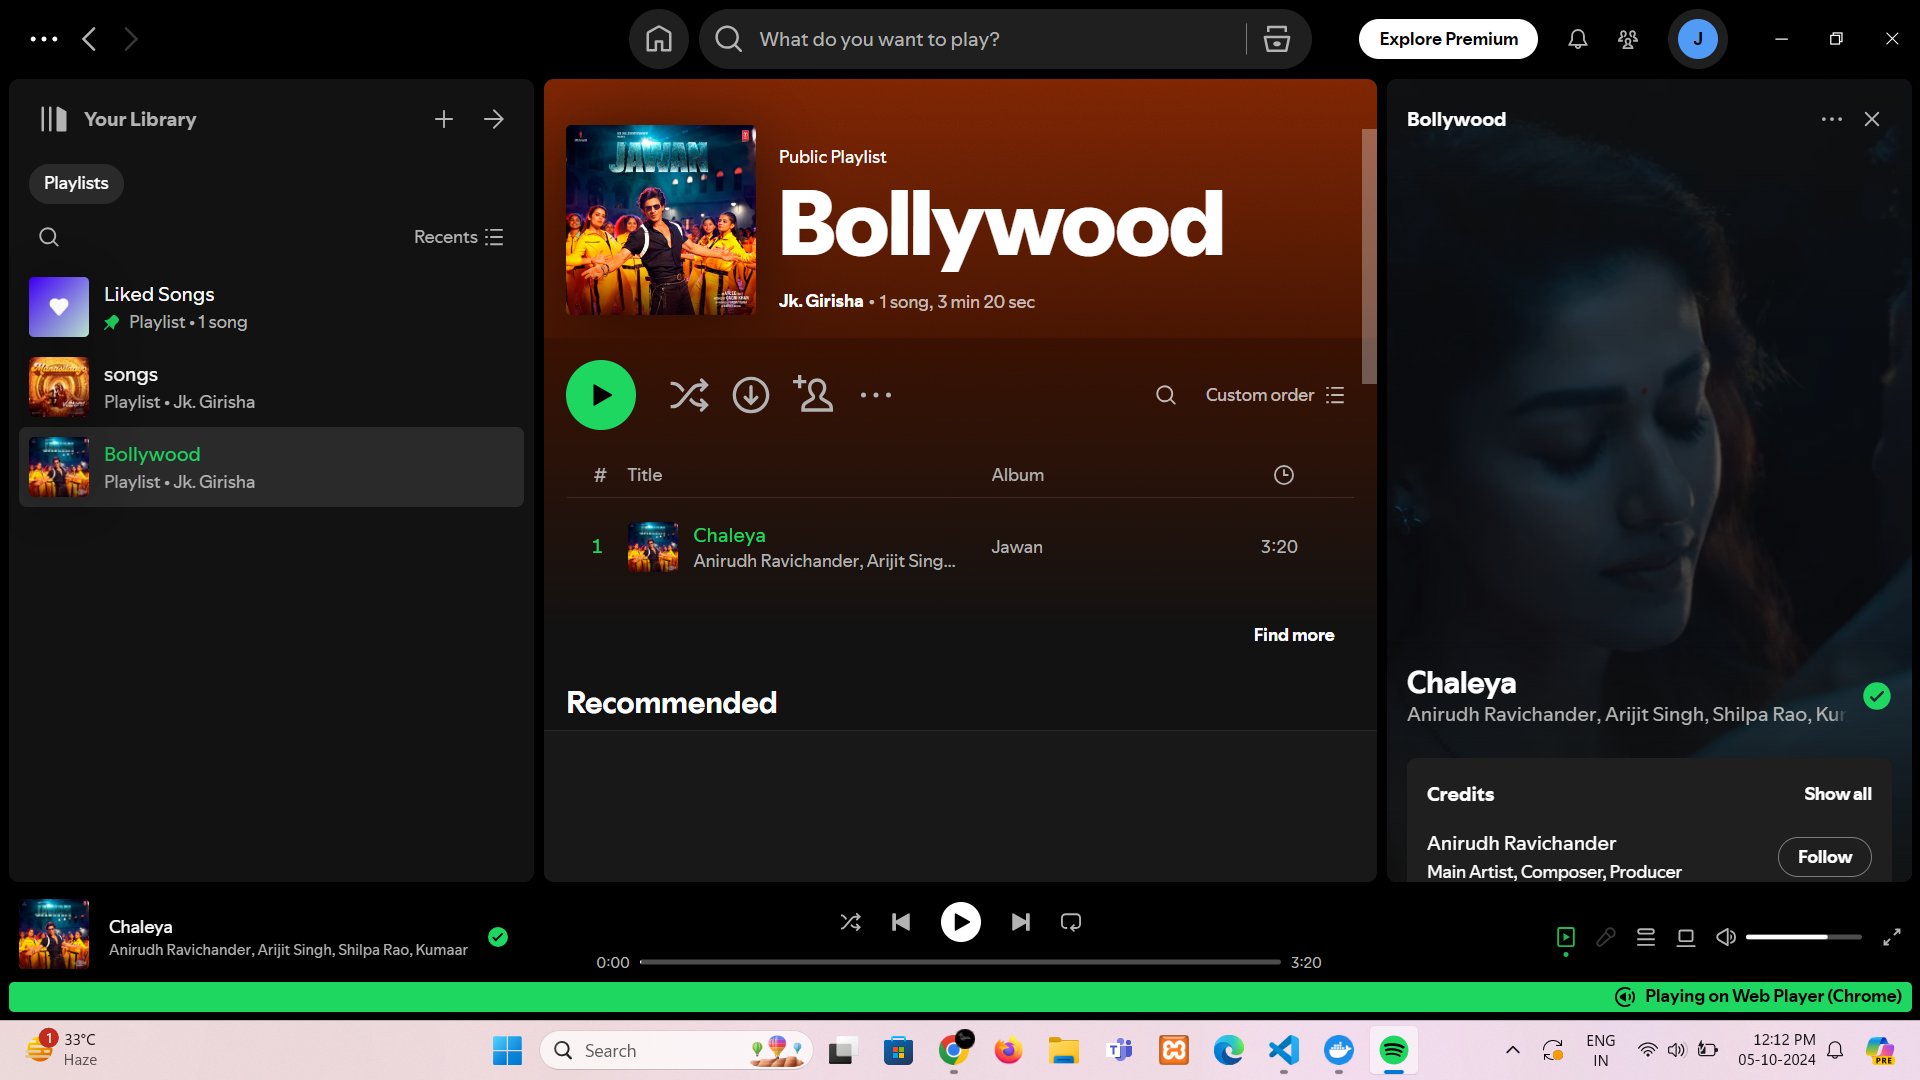 What do you want to play?
Explore Premium
J
Your Library
Playlists
Recents
Liked Songs
Playlist • 1 song
songs
Playlist • Jk. Girisha
Bollywood
Playlist • Jk. Girisha
JAWAN
Public Playlist
Bollywood
Jk. Girisha • 1 song, 3 min 20 sec
Custom order
# Title Album
1 Chaleya Jawan 3:20
Anirudh Ravichander, Arijit Sing...
Find more
Recommended
Bollywood
Chaleya
Anirudh Ravichander, Arijit Singh, Shilpa Rao, Kur
Credits Show all
Anirudh Ravichander
Main Artist, Composer, Producer
Follow
Chaleya
Anirudh Ravichander, Arijit Singh, Shilpa Rao, Kumaar
0:00 3:20
Playing on Web Player (Chrome)
1
33°C
Haze
Search
ENG
IN
12:12 PM
05-10-2024
PRE